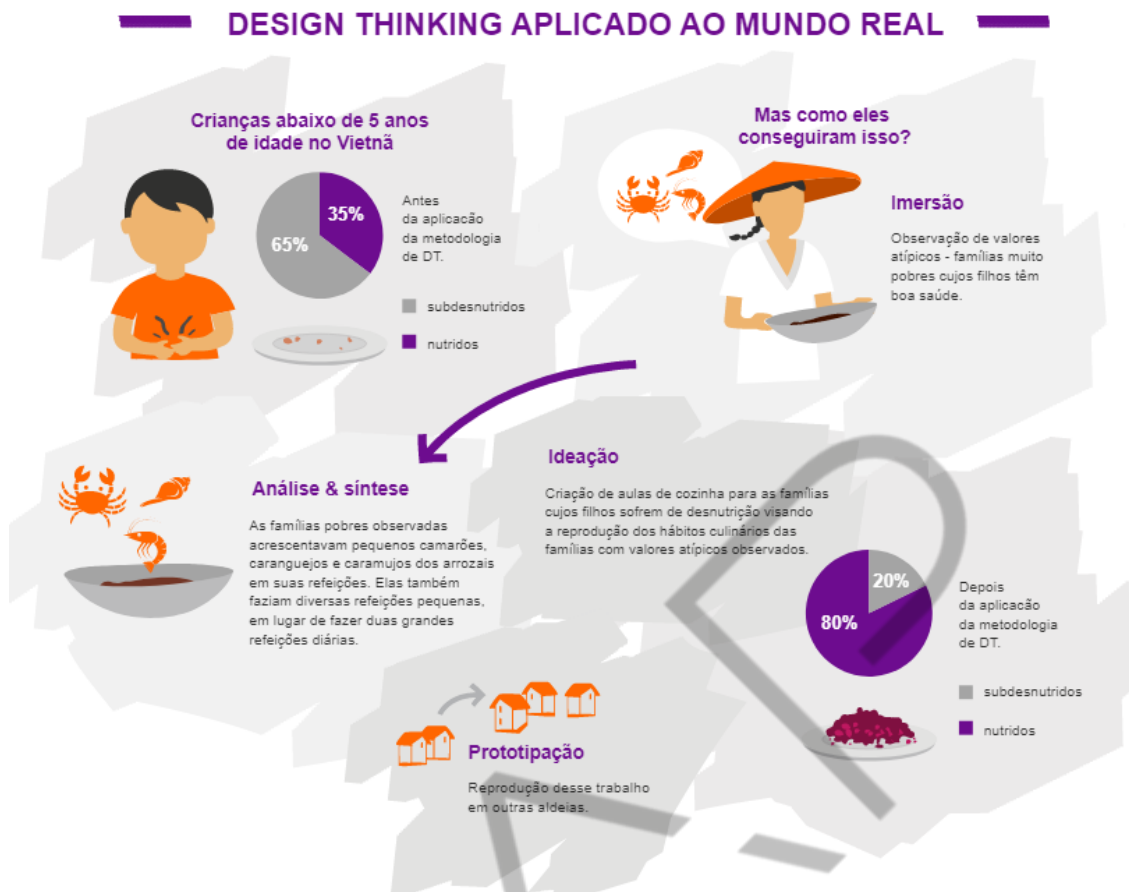 DESIGN THINKING APLICADO AO MUNDO REAL
Crianças abaixo de 5 anos
de idade no Vietnã
35%
65%
Antes
da aplicacão
da metodologia
de DT.
subdesnutridos
nutridos
Mas como eles
conseguiram isso?
Imersão
Observação de valores
atípicos - famílias muito
pobres cujos filhos têm
boa saúde.
Análise & síntese
As famílias pobres observadas
acrescentavam pequenos camarões,
caranguejos e caramujos dos arrozais
em suas refeições. Elas também
faziam diversas refeições pequenas,
em lugar de fazer duas grandes
refeições diárias.
Ideação
Criação de aulas de cozinha para as famílias
cujos filhos sofrem de desnutrição visando
a reprodução dos hábitos culinários das
famílias com valores atípicos observados.
Prototipação
Reprodução desse trabalho
em outras aldeias.
20%
80%
Depois
da aplicacão
da metodologia
de DT.
subdesnutridos
nutridos